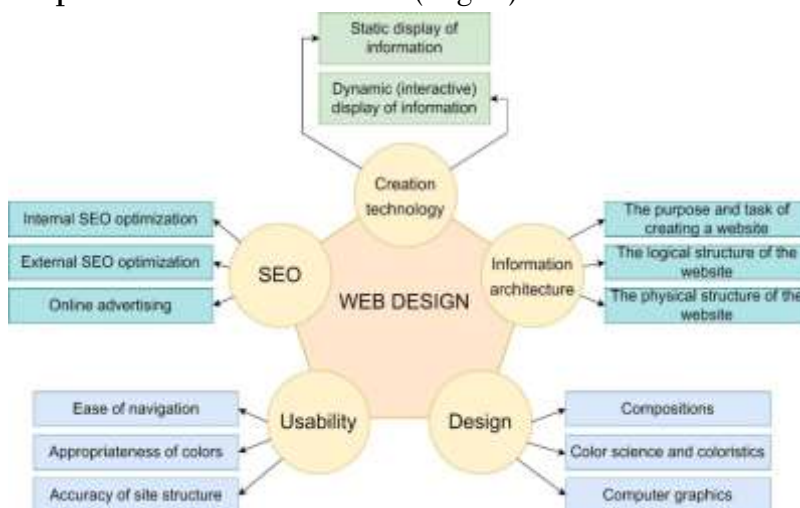 Static display of
information
Dynamic (interactive)
display of information
Creation
technology
Internal SEO optimization
External SEO optimization
Online advertising
SEO
WEB DESIGN
Information
architecture
The purpose and task of
creating a website
The logical structure of the
website
The physical structure of the
website
Ease of navigation
Appropriateness of colors
Accuracy of site structure
Usability
Design
Compositions
Color science and coloristics
Computer graphics